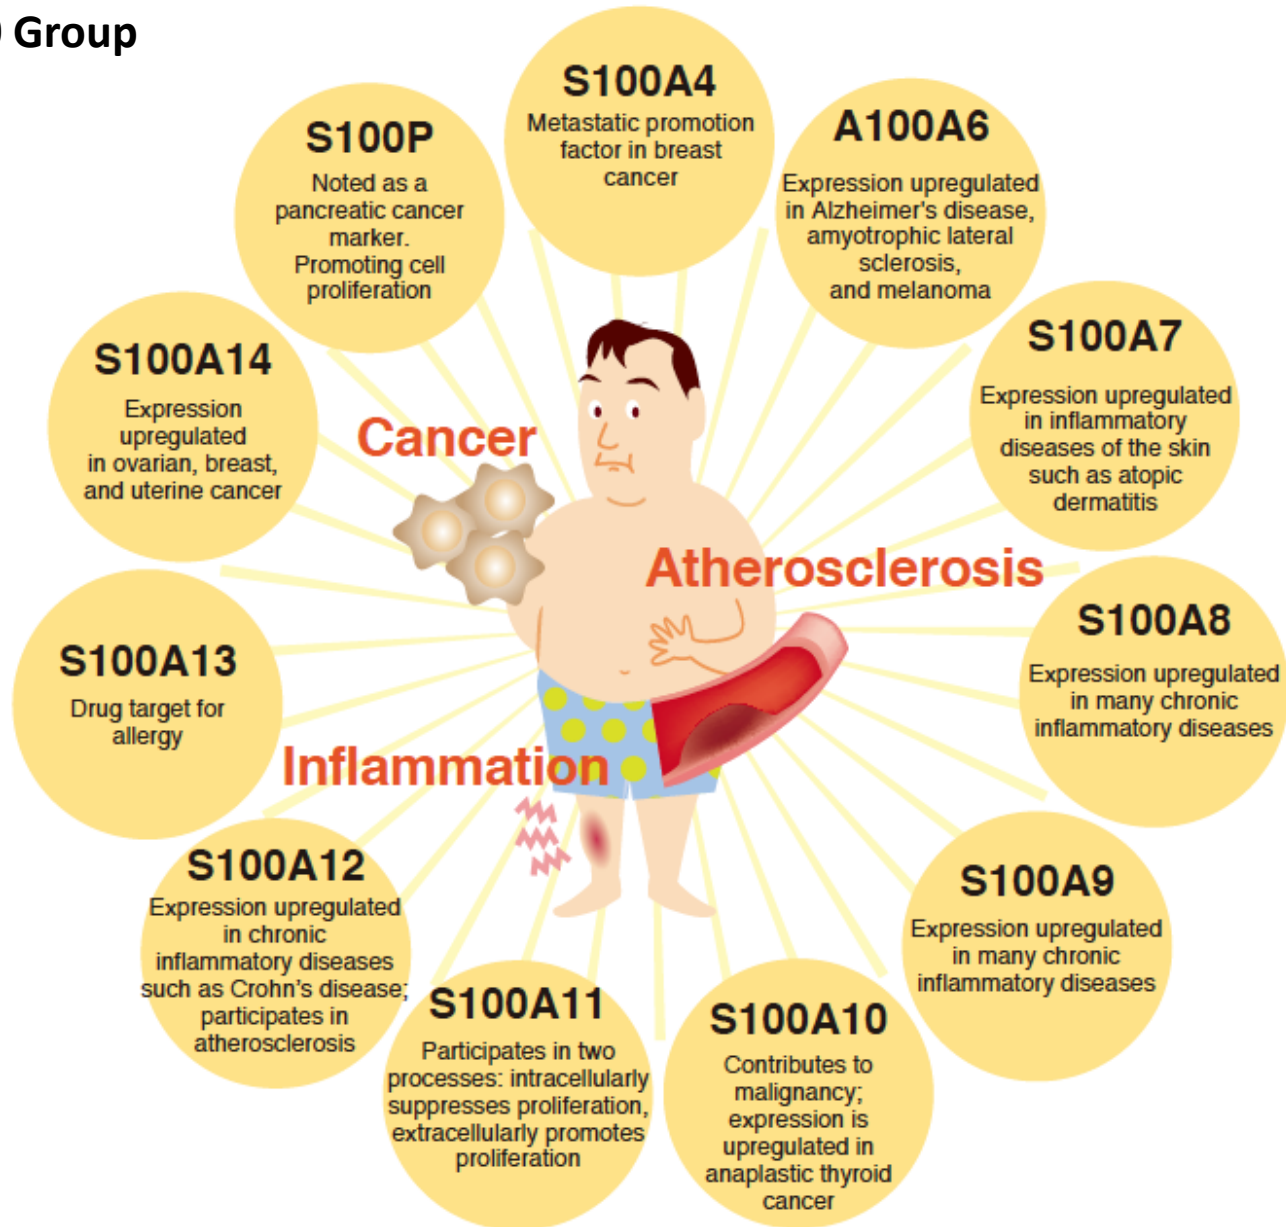 Group
S100A4
Metastatic promotion
factor in breast
cancer
A100A6
Expression upregulated
in Alzheimer's disease,
amyotrophic lateral
sclerosis,
and melanoma
S100A7
Expression upregulated
in inflammatory
diseases of the skin
such as atopic
dermatitis
S100A8
Expression upregulated
in many chronic
inflammatory diseases
S100A9
Expression upregulated
in many chronic
inflammatory diseases
S100A10
Contributes to
malignancy;
expression is
upregulated in
anaplastic thyroid
cancer
S100A11
Participates in two
processes: intracellularly
suppresses proliferation,
extracellularly promotes
proliferation
S100A12
Expression upregulated
in chronic
inflammatory diseases
such as Crohn's disease;
participates in
atherosclerosis
S100A13
Drug target for
allergy
S100A14
Expression
upregulated
in ovarian, breast,
and uterine cancer
S100P
Noted as a
pancreatic cancer
marker.
Promoting cell
proliferation
Cancer
Atherosclerosis
Inflammation